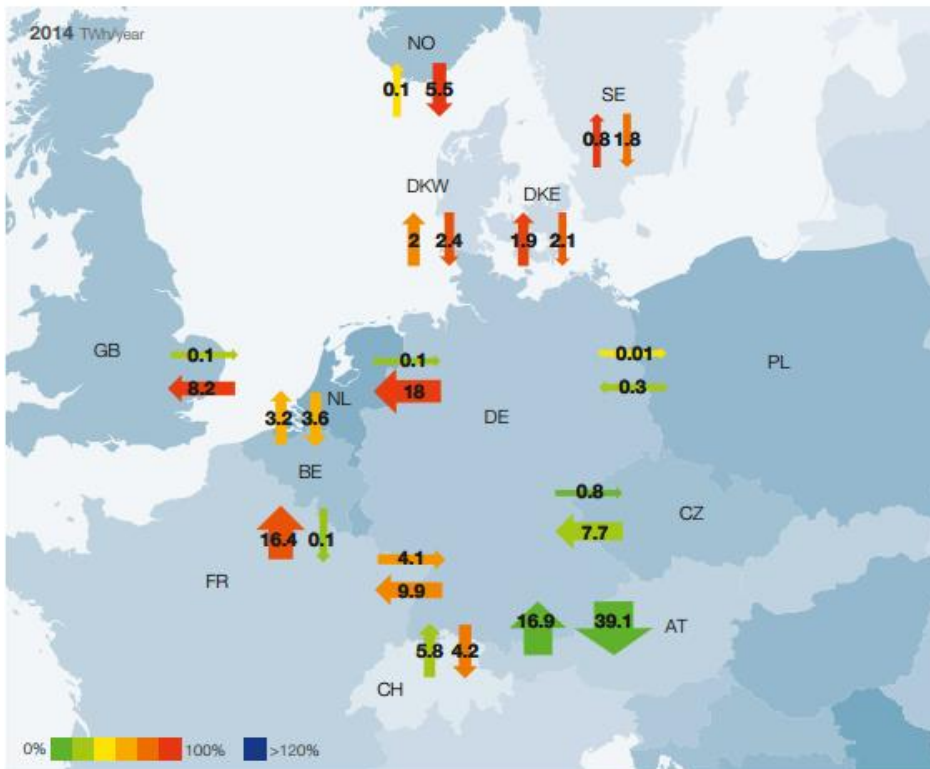 2014 TWh/year
NO
0.1 5.5
SE
0.8 1.8
DKW
DKE
2 2.4 1.9 2.1
GB
0.1
8.2
0.1
18
0.01
0.3
PL
NL
3.2 3.6
DE
BE
0.8
7.7
CZ
16.4 0.1
FR
4.1
9.9
16.9 39.1
AT
5.8 4.2
CH
0% 100% >120%